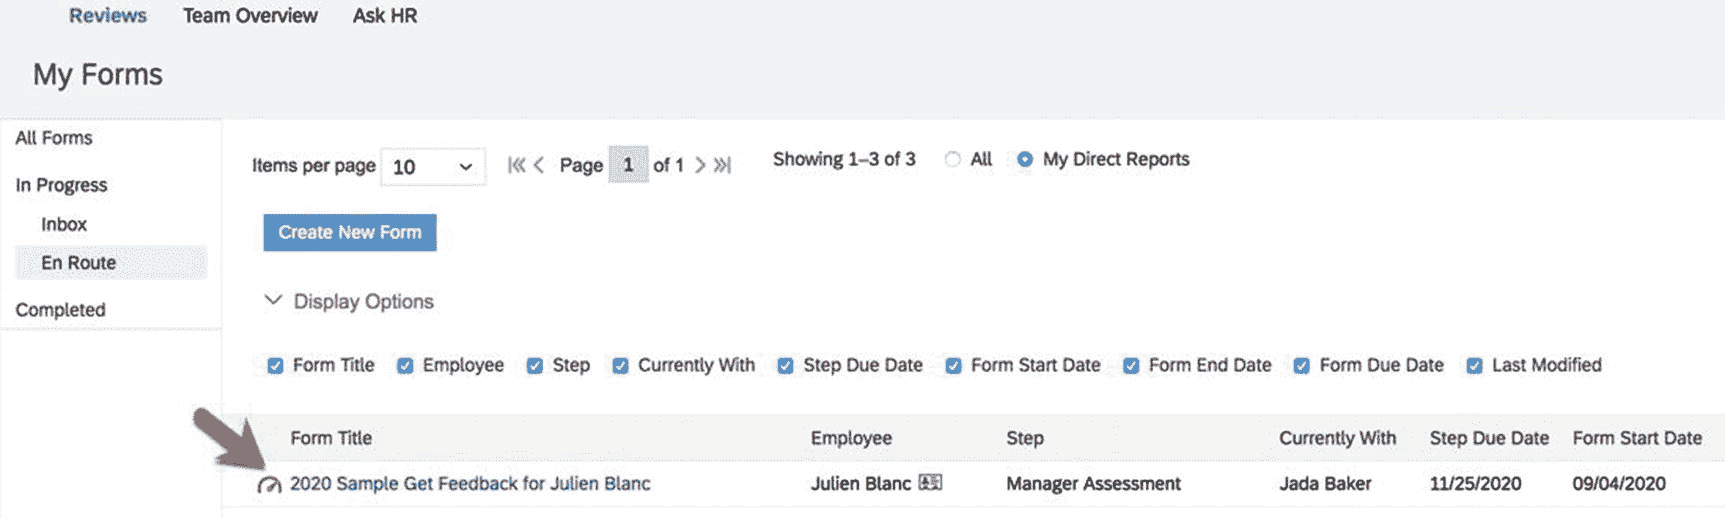 Reviews Team Overview Ask HR
My Forms
All Forms
In Progress
Inbox
En Route
Completed
Items per page 10 Page 1 of 1 Showing 1–3 of 3 All My Direct Reports
Create New Form
Display Options
Form Title Employee Step Currently With Step Due Date Form Start Date Form End Date Form Due Date Last Modified
Form Title Employee Step Currently With Step Due Date Form Start Date
2020 Sample Get Feedback for Julien Blanc Julien Blanc Manager Assessment Jada Baker 11/25/2020 09/04/2020